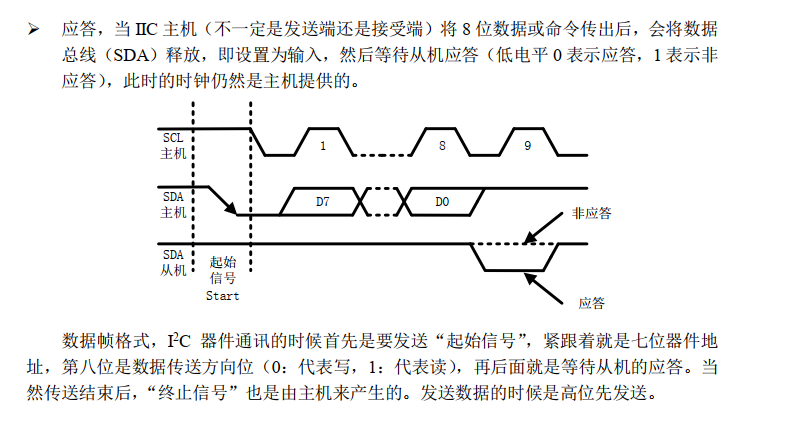 ➢ 应答，当 IIC 主机（不一定是发送端还是接受端）将 8 位数据或命令传出后，会将数据
总线（SDA）释放，即设置为输入，然后等待从机应答（低电平 0 表示应答，1 表示非
应答），此时的时钟仍然是主机提供的。
SCL
主机
1
8
9
SDA
主机
D7
D0
非应答
SDA
从机
起始
信号
Start
应答
数据帧格式，I²C 器件通讯的时候首先是要发送“起始信号”，紧跟着就是七位器件地
址，第八位是数据传送方向位（0：代表写，1：代表读），再后面就是等待从机的应答。当
然传送结束后，“终止信号”也是由主机来产生的。发送数据的时候是高位先发送。